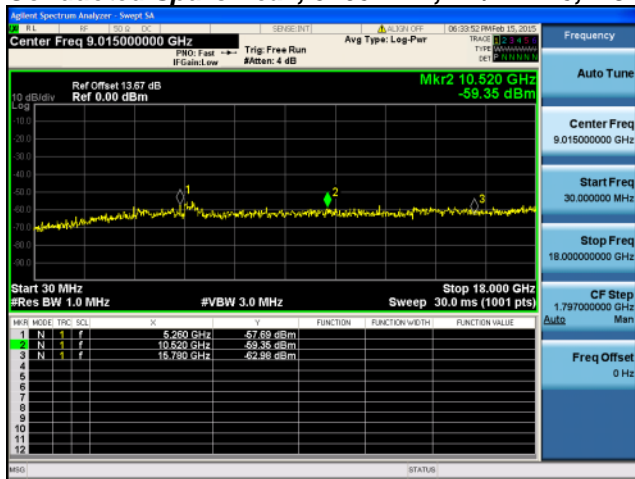 Agilent Spectrum Analyzer - Swept SA
RL RF 50 Ω DC SENSE:INT ALIGN OFF 06:33:52 PM Feb 15, 2015
Center Freq 9.015000000 GHz Avg Type: Log-Pwr TRACE 1 2 3 4 5 6
PNO: Fast Trig: Free Run TYPE
IFGain:Low #Atten: 4 dB DET P N N N N N
Frequency
Auto Tune
Mkr2 10.520 GHz
-59.35 dBm
Ref Offset 13.67 dB
10 dB/div Ref 0.00 dBm
Log
-10.0
-20.0
-30.0
-40.0
-50.0
-60.0
-70.0
-80.0
-90.0
1
2
3
Center Freq
9.015000000 GHz
Start Freq
30.000000 MHz
Stop Freq
18.000000000 GHz
Start 30 MHz Stop 18.000 GHz
#Res BW 1.0 MHz #VBW 3.0 MHz Sweep 30.0 ms (1001 pts)
CF Step
1.797000000 GHz
Auto Man
MKR MODE TRC SCL X Y FUNCTION FUNCTION WIDTH FUNCTION VALUE
1 N 1 f 5.260 GHz -57.69 dBm
2 N 1 f 10.520 GHz -59.35 dBm
3 N 1 f 15.780 GHz -62.98 dBm
4
5
6
7
8
9
10
11
12
Freq Offset
0 Hz
MSG STATUS